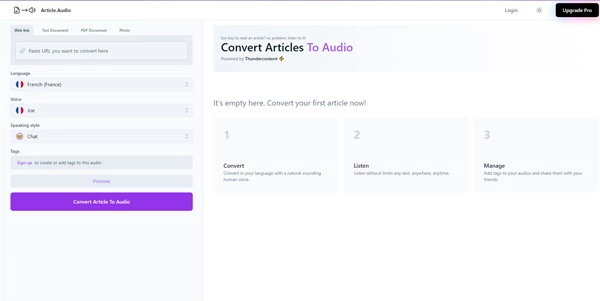 Article.Audio
Login
Upgrade Pro
Web link
Text Document
PDF Document
Photo
Paste URL you want to convert here
Language
French (France)
Voice
Joe
Speaking style
Chat
Tags
Sign up to create or add tags to this audio
Preview
Convert Article To Audio
too lazy to read an article? no problem, listen to it!
Convert Articles To Audio
Powered by Thundercontent
It's empty here. Convert your first article now!
1
Convert
Convert in your language with a natural-sounding
human voice.
2
Listen
Listen without limits any text, anywhere, anytime.
3
Manage
Add tags to your audios and share them with your
friends.